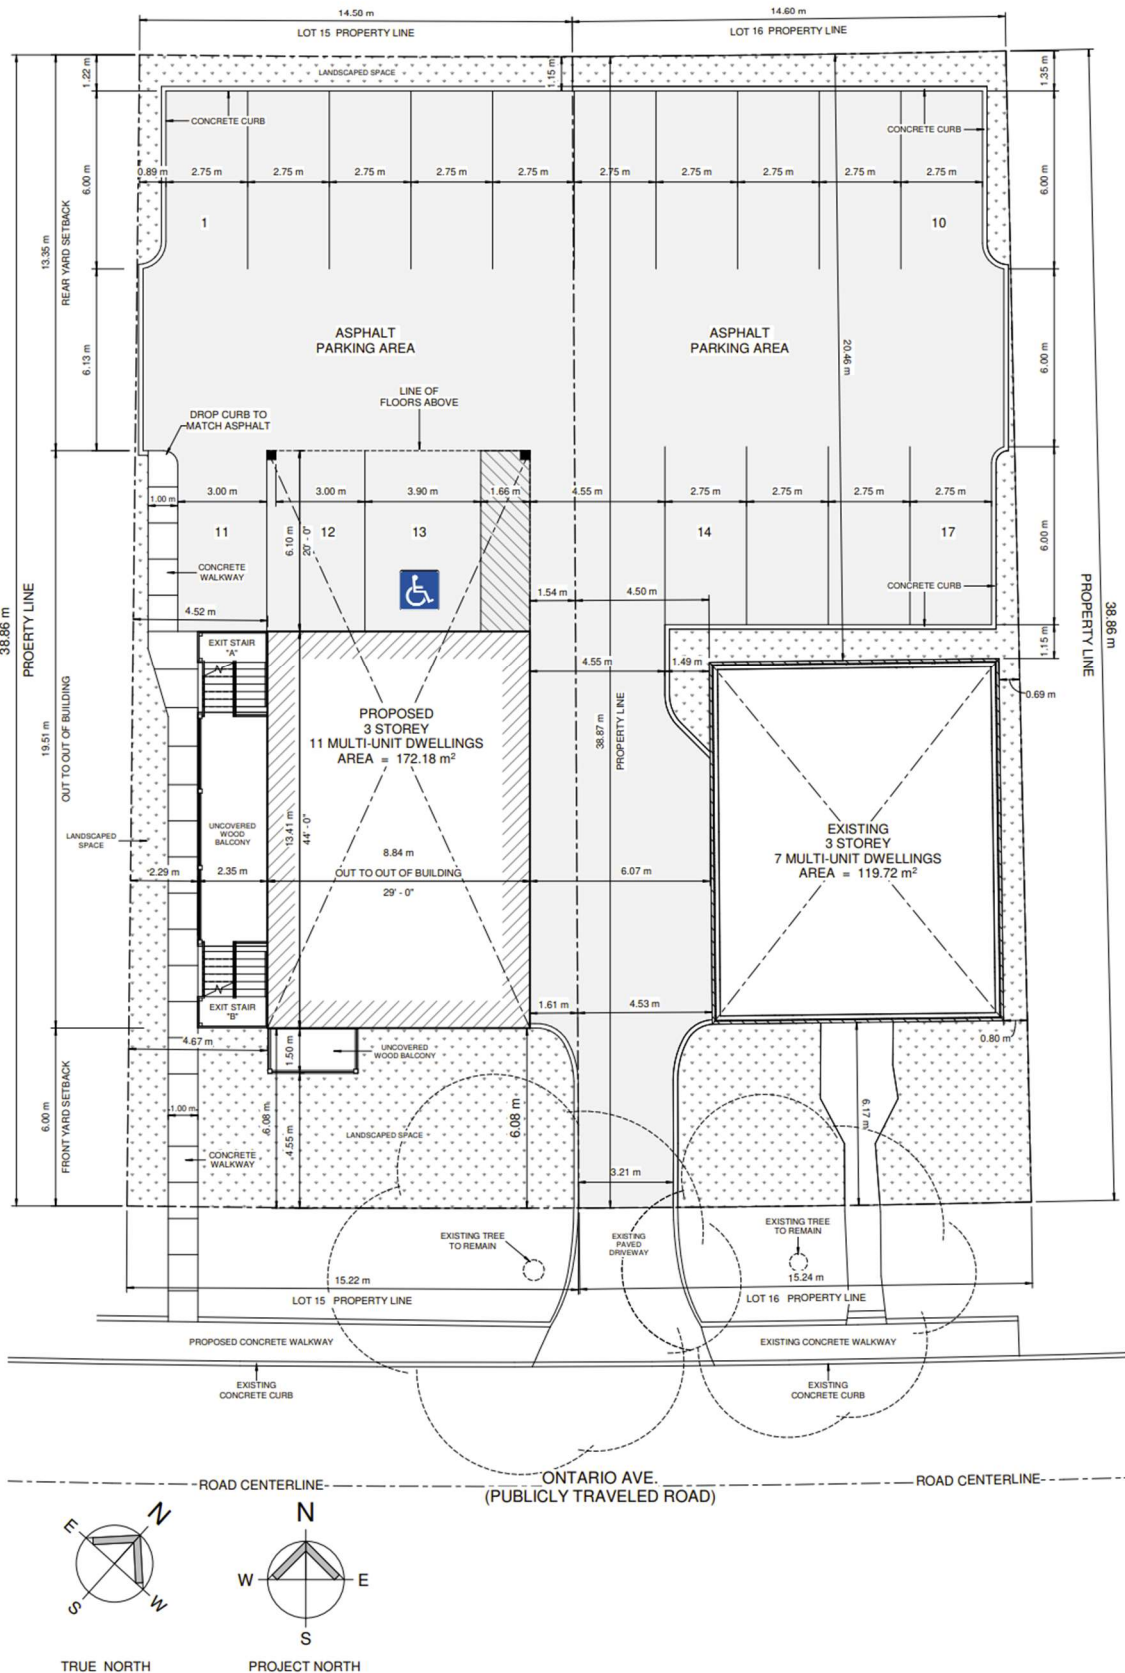 14.50 m
14.60 m
LOT 15 PROPERTY LINE
LOT 16 PROPERTY LINE
1.22 m
LANDSCAPED SPACE
1.15 m
1.35 m
CONCRETE CURB
CONCRETE CURB
0.89 m
2.75 m
2.75 m
2.75 m
2.75 m
2.75 m
2.75 m
2.75 m
2.75 m
2.75 m
2.75 m
6.00 m
6.00 m
1
10
13.35 m
REAR YARD SETBACK
ASPHALT
PARKING AREA
ASPHALT
PARKING AREA
6.13 m
20.46 m
6.00 m
LINE OF
FLOORS ABOVE
DROP CURB TO
MATCH ASPHALT
1.00 m
3.00 m
3.00 m
3.90 m
1.66 m
4.55 m
2.75 m
2.75 m
2.75 m
2.75 m
11
6.10 m
20' - 0"
12
13
14
17
6.00 m
CONCRETE
WALKWAY
CONCRETE CURB
38.86 m
PROERTY LINE
4.52 m
1.54 m
4.50 m
PROPERTY LINE
38.86 m
EXIT STAIR
"A"
4.55 m
1.49 m
1.15 m
0.69 m
19.51 m
OUT TO OUT OF BUILDING
PROPOSED
3 STOREY
11 MULTI-UNIT DWELLINGS
AREA = 172.18 m²
38.87 m
PROPERTY LINE
LANDSCAPED
SPACE
UNCOVERED
WOOD
BALCONY
13.41 m
44' - 0"
EXISTING
3 STOREY
7 MULTI-UNIT DWELLINGS
AREA = 119.72 m²
2.29 m
2.35 m
8.84 m
OUT TO OUT OF BUILDING
29' - 0"
6.07 m
EXIT STAIR
"B"
1.61 m
4.53 m
4.67 m
1.50 m
UNCOVERED
WOOD BALCONY
0.80 m
6.00 m
FRONT YARD SETBACK
1.00 m
6.08 m
4.55 m
LANDSCAPED SPACE
6.08 m
6.17 m
CONCRETE
WALKWAY
3.21 m
EXISTING TREE
TO REMAIN
EXISTING
PAVED
DRIVEWAY
EXISTING TREE
TO REMAIN
15.22 m
15.24 m
LOT 15 PROPERTY LINE
LOT 16 PROPERTY LINE
PROPOSED CONCRETE WALKWAY
EXISTING CONCRETE WALKWAY
EXISTING
CONCRETE CURB
EXISTING
CONCRETE CURB
ROAD CENTERLINE
ONTARIO AVE.
(PUBLICLY TRAVELED ROAD)
ROAD CENTERLINE
E
N
S
W
N
W
E
S
TRUE NORTH
PROJECT NORTH